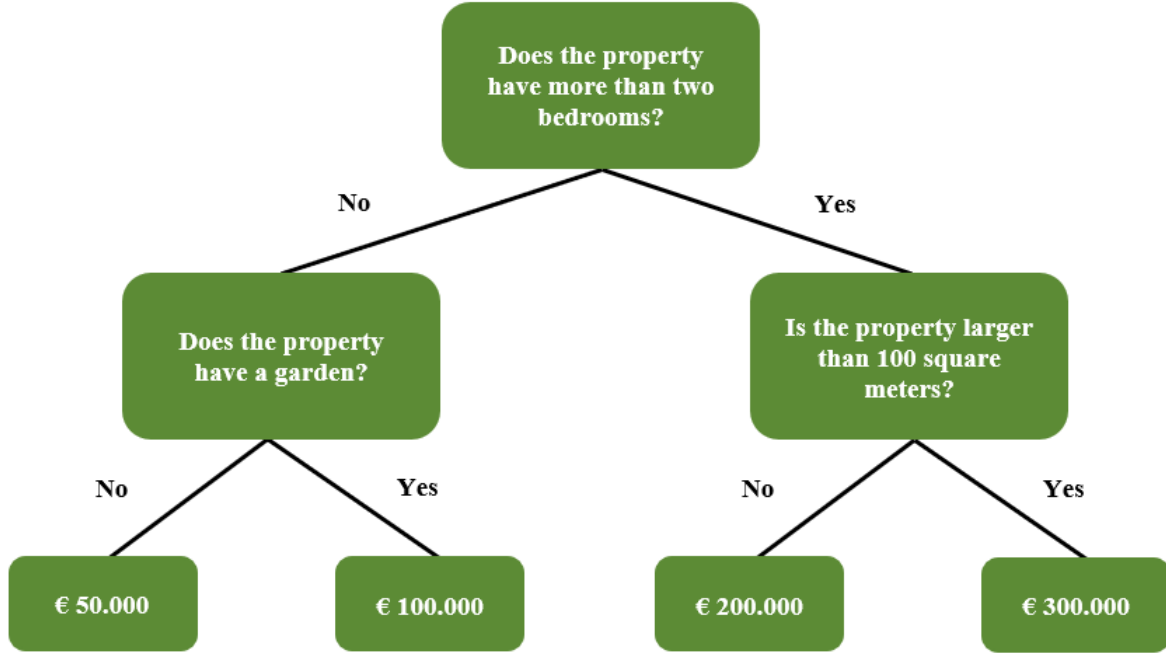 Does the property
have more than two
bedrooms?
No
Yes
Does the property
have a garden?
Is the property larger
than 100 square
meters?
No
Yes
No
Yes
€ 50.000
€ 100.000
€ 200.000
€ 300.000